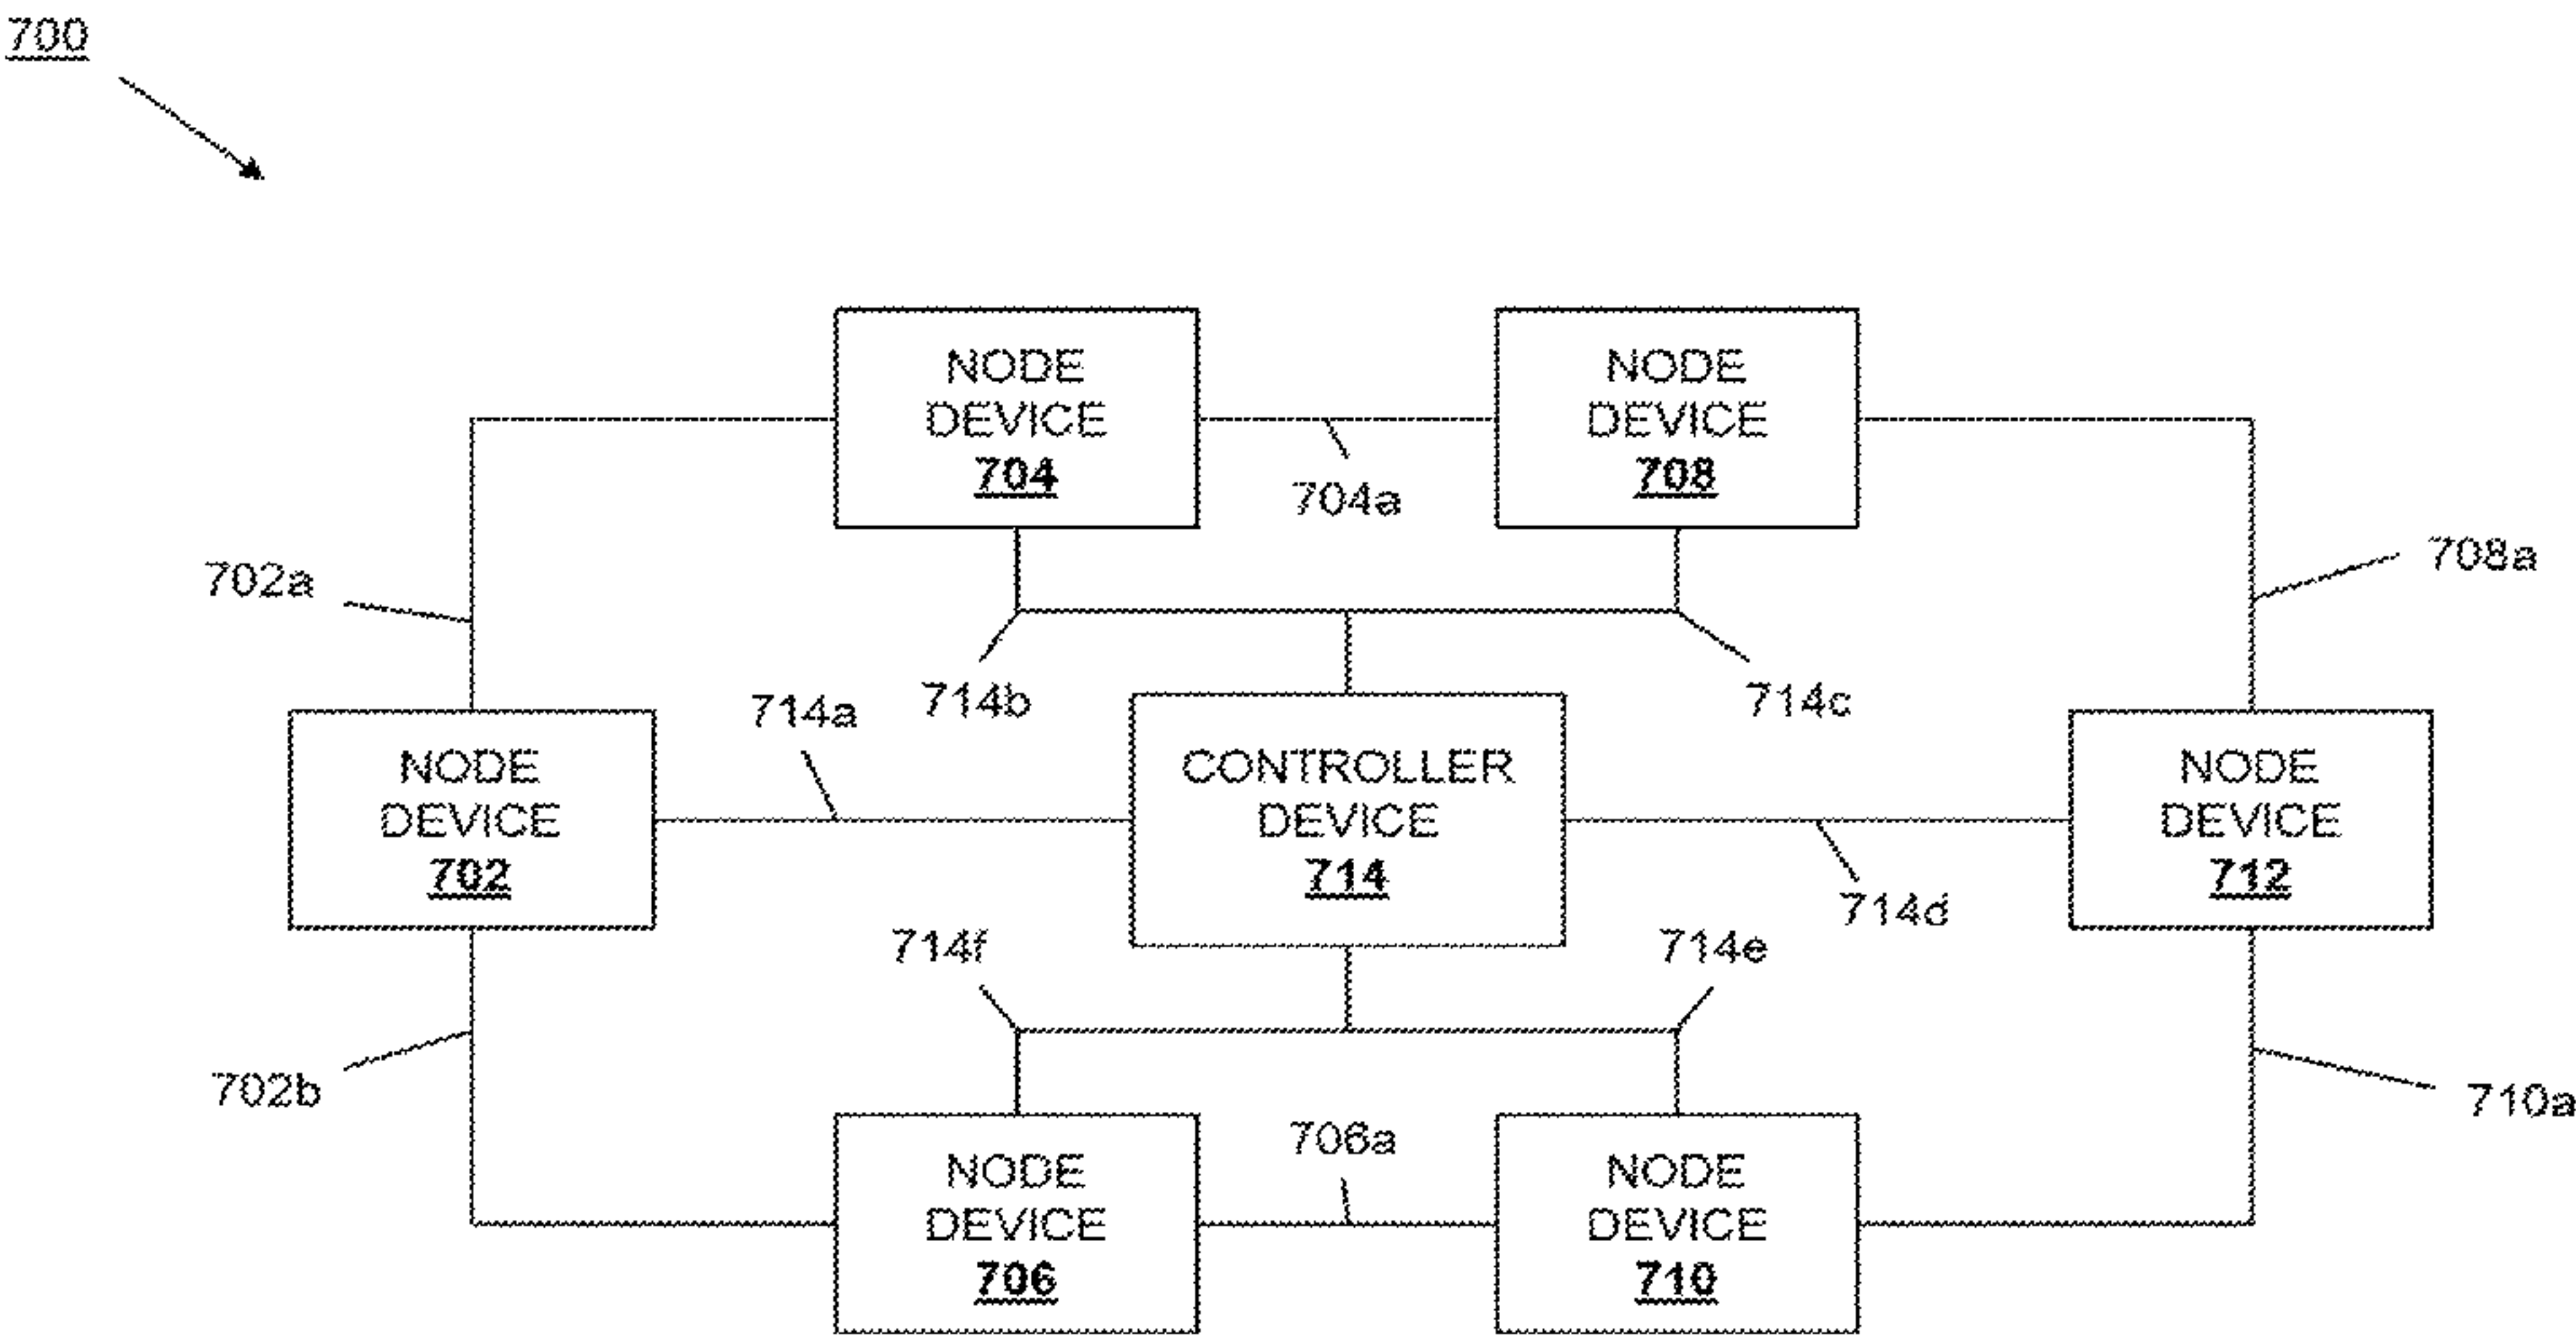 700
NODE
DEVICE
704
NODE
DEVICE
708
704a
702a
708a
714b
714c
714a
NODE
DEVICE
702
CONTROLLER
DEVICE
714
NODE
DEVICE
712
714d
714f
714e
702b
710a
706a
NODE
DEVICE
706
NODE
DEVICE
710